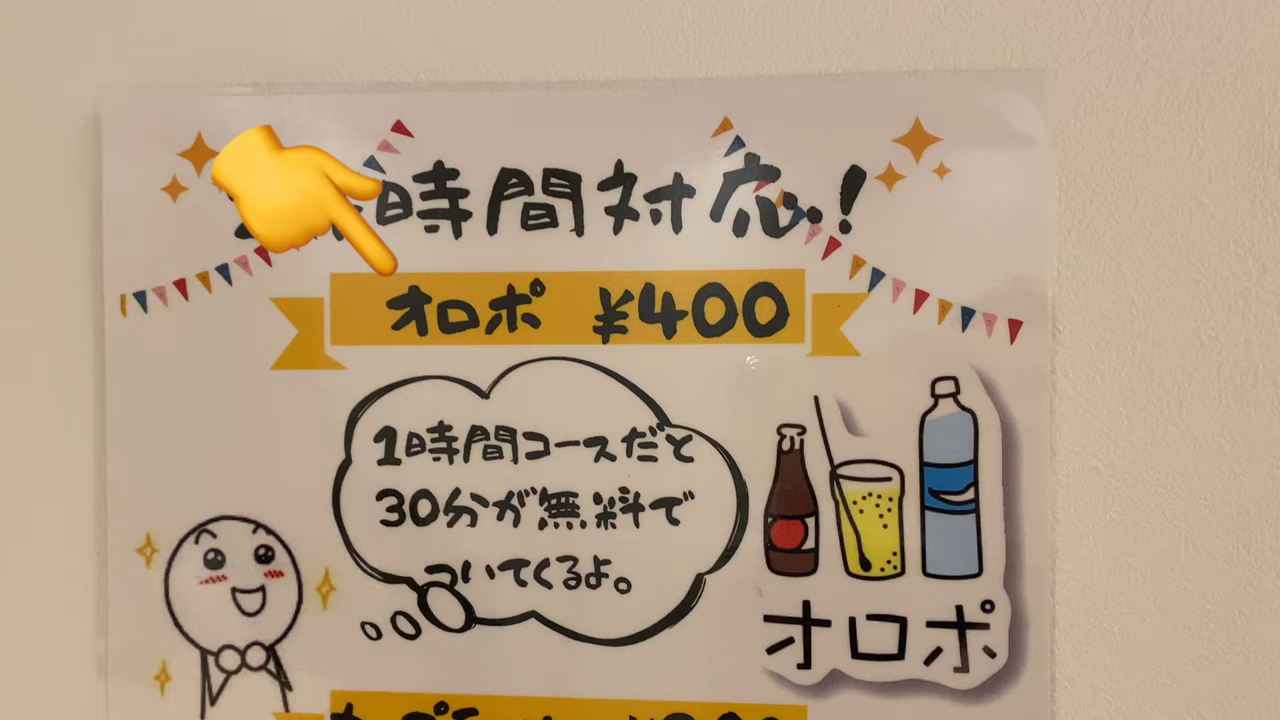 時間対応!
オロポ ¥400
1時間コースだと
30分が無料で
ついてくるよ。
オロポ